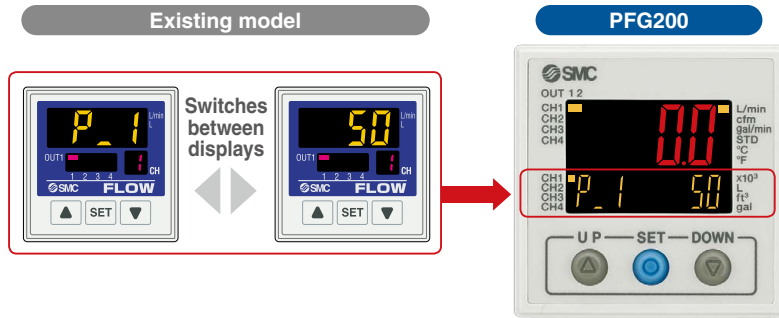 Existing model
PFG200
P_1
L/min
L
OUT1
1
CH
1 2 3 4
SMC FLOW
SET
Switches
between
displays
50
L/min
L
OUT1
1
CH
1 2 3 4
SMC FLOW
SET
SMC
OUT 1 2
CH1
CH2
CH3
CH4
0.0
L/min
cfm
gal/min
STD
°C
°F
CH1
CH2
CH3
CH4
P_1 50
x10³
L
ft³
gal
UP SET DOWN